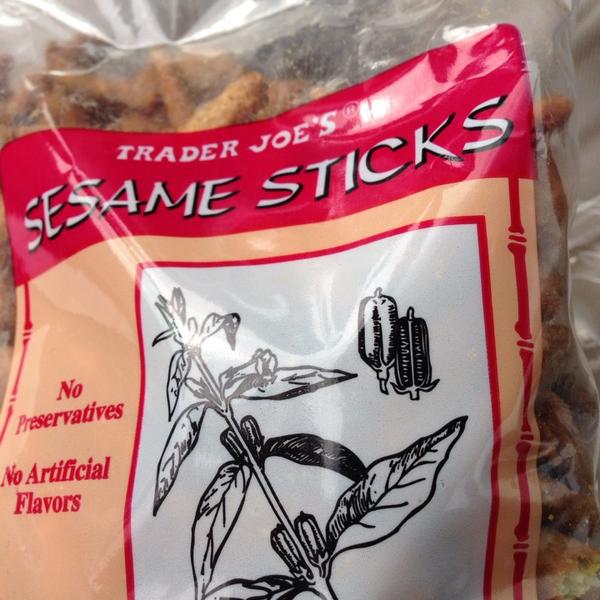 TRADER JOE'S®
SESAME STICKS
No
Preservatives
No Artificial
Flavors